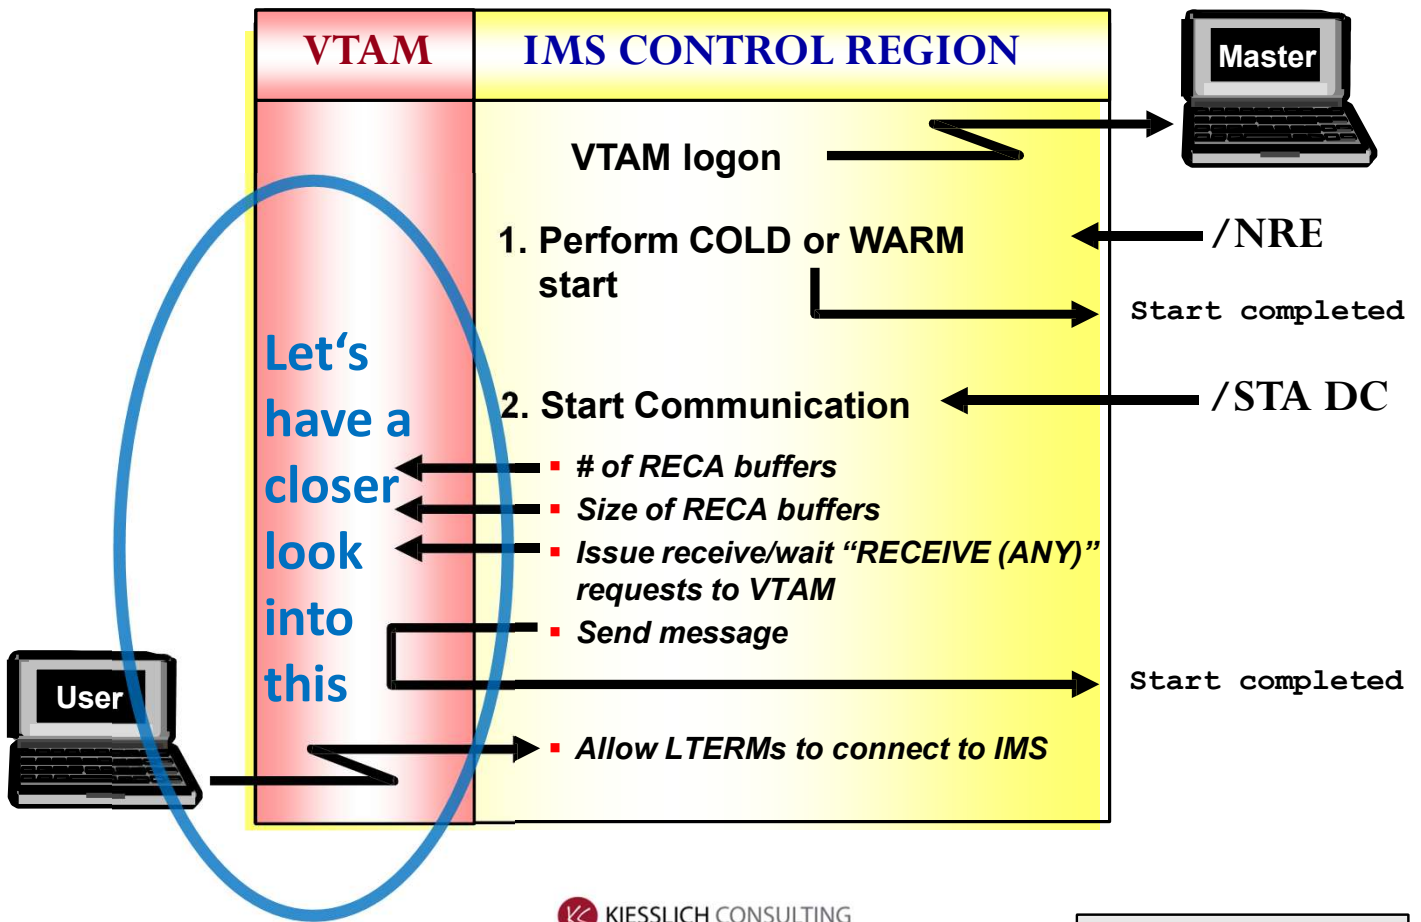 VTAM
IMS CONTROL REGION
Master
VTAM logon
1. Perform COLD or WARM
start
/NRE
Start completed
2. Start Communication
/STA DC
▪ # of RECA buffers
▪ Size of RECA buffers
▪ Issue receive/wait “RECEIVE (ANY)”
requests to VTAM
▪ Send message
Start completed
▪ Allow LTERMs to connect to IMS
Let‘s
have a
closer
look
into
this
User
KC KIESSLICH CONSULTING